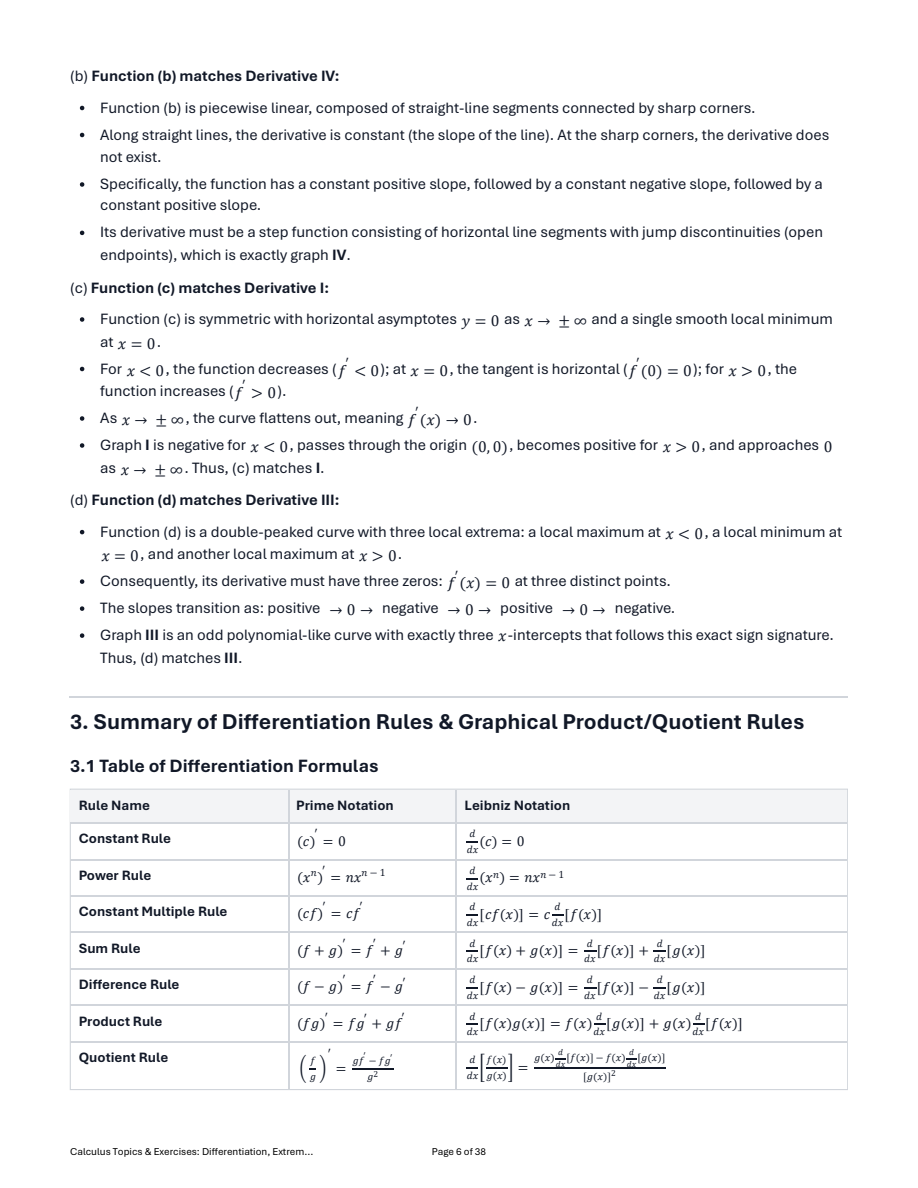 (b) Function (b) matches Derivative IV:
• Function (b) is piecewise linear, composed of straight-line segments connected by sharp corners.
• Along straight lines, the derivative is constant (the slope of the line). At the sharp corners, the derivative does
not exist.
• Specifically, the function has a constant positive slope, followed by a constant negative slope, followed by a
constant positive slope.
• Its derivative must be a step function consisting of horizontal line segments with jump discontinuities (open
endpoints), which is exactly graph IV.
(c) Function (c) matches Derivative I:
• Function (c) is symmetric with horizontal asymptotes y = 0 as x → ± ∞ and a single smooth local minimum
at x = 0.
• For x < 0, the function decreases (f′ < 0); at x = 0, the tangent is horizontal (f′(0) = 0); for x > 0, the
function increases (f′ > 0).
• As x → ± ∞, the curve flattens out, meaning f′(x) → 0.
• Graph I is negative for x < 0, passes through the origin (0, 0), becomes positive for x > 0, and approaches 0
as x → ± ∞. Thus, (c) matches I.
(d) Function (d) matches Derivative III:
• Function (d) is a double-peaked curve with three local extrema: a local maximum at x < 0, a local minimum at
x = 0, and another local maximum at x > 0.
• Consequently, its derivative must have three zeros: f′(x) = 0 at three distinct points.
• The slopes transition as: positive → 0 → negative → 0 → positive → 0 → negative.
• Graph III is an odd polynomial-like curve with exactly three x-intercepts that follows this exact sign signature.
Thus, (d) matches III.
3. Summary of Differentiation Rules & Graphical Product/Quotient Rules
3.1 Table of Differentiation Formulas
Rule Name Prime Notation Leibniz Notation
Constant Rule (c)′ = 0 d/dx (c) = 0
Power Rule (xⁿ)′ = nxⁿ⁻¹ d/dx (xⁿ) = nxⁿ⁻¹
Constant Multiple Rule (cf)′ = cf′ d/dx [cf(x)] = c d/dx [f(x)]
Sum Rule (f + g)′ = f′ + g′ d/dx [f(x) + g(x)] = d/dx [f(x)] + d/dx [g(x)]
Difference Rule (f − g)′ = f′ − g′ d/dx [f(x) − g(x)] = d/dx [f(x)] − d/dx [g(x)]
Product Rule (fg)′ = fg′ + gf′ d/dx [f(x)g(x)] = f(x) d/dx [g(x)] + g(x) d/dx [f(x)]
Quotient Rule (f/g)′ = (gf′ − fg′)/g² d/dx [f(x)/g(x)] = (g(x) d/dx [f(x)] − f(x) d/dx [g(x)])/[g(x)]²
Calculus Topics & Exercises: Differentiation, Extrem... Page 6 of 38